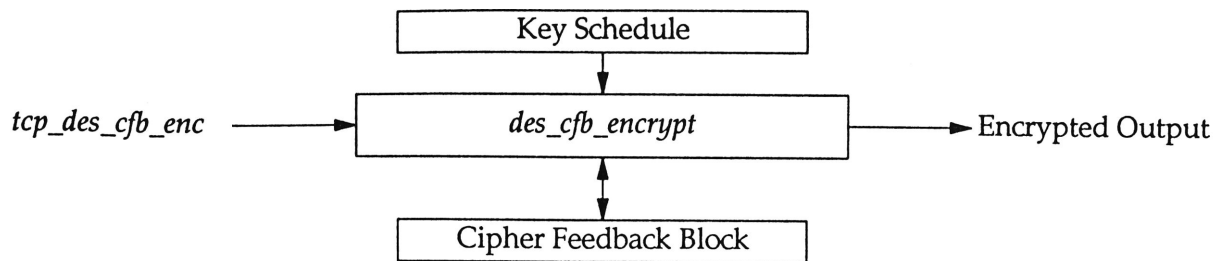 Key Schedule
tcp_des_cfb_enc
des_cfb_encrypt
Encrypted Output
Cipher Feedback Block